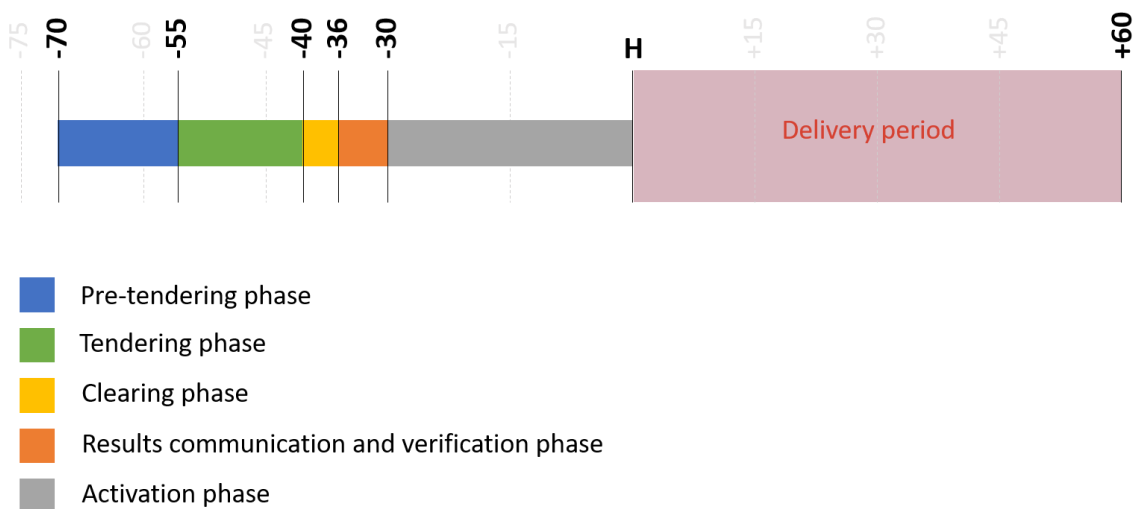 -75
-70
-60
-55
-45
-40
-36
-30
-15
H
+15
+30
+45
+60
Delivery period
Pre-tendering phase
Tendering phase
Clearing phase
Results communication and verification phase
Activation phase